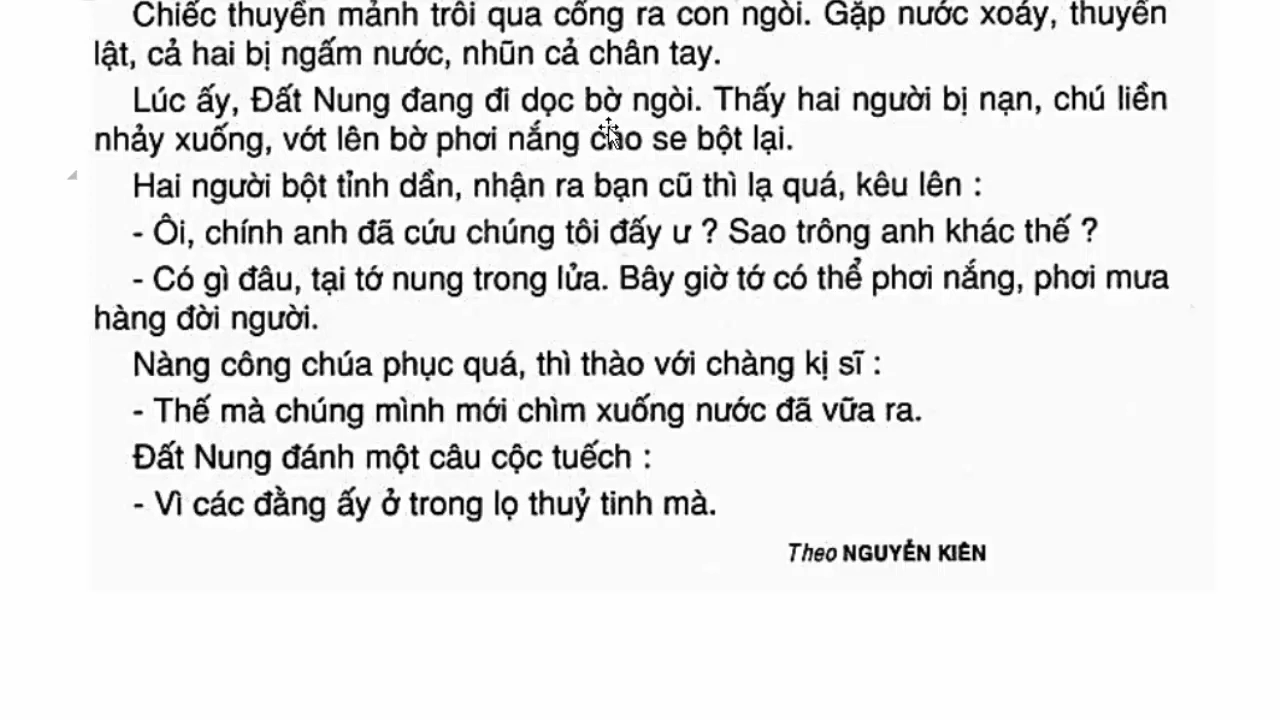 Chiếc thuyền mảnh trôi qua cống ra con ngòi. Gặp nước xoáy, thuyền
lật, cả hai bị ngấm nước, nhũn cả chân tay.
Lúc ấy, Đất Nung đang đi dọc bờ ngòi. Thấy hai người bị nạn, chú liền
nhảy xuống, vớt lên bờ phơi nắng cho se bột lại.
Hai người bột tỉnh dần, nhận ra bạn cũ thì lạ quá, kêu lên :
- Ôi, chính anh đã cứu chúng tôi đấy ư ? Sao trông anh khác thế ?
- Có gì đâu, tại tớ nung trong lửa. Bây giờ tớ có thể phơi nắng, phơi mưa
hàng đời người.
Nàng công chúa phục quá, thì thào với chàng kị sĩ :
- Thế mà chúng mình mới chìm xuống nước đã vữa ra.
Đất Nung đánh một câu cộc tuếch :
- Vì các đằng ấy ở trong lọ thuỷ tinh mà.
Theo NGUYỄN KIÊN